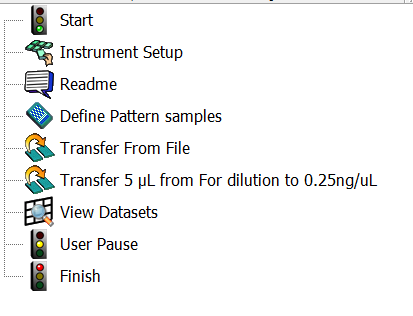 Start
Instrument Setup
Readme
Define Pattern samples
Transfer From File
Transfer 5 µL from For dilution to 0.25ng/uL
View Datasets
User Pause
Finish